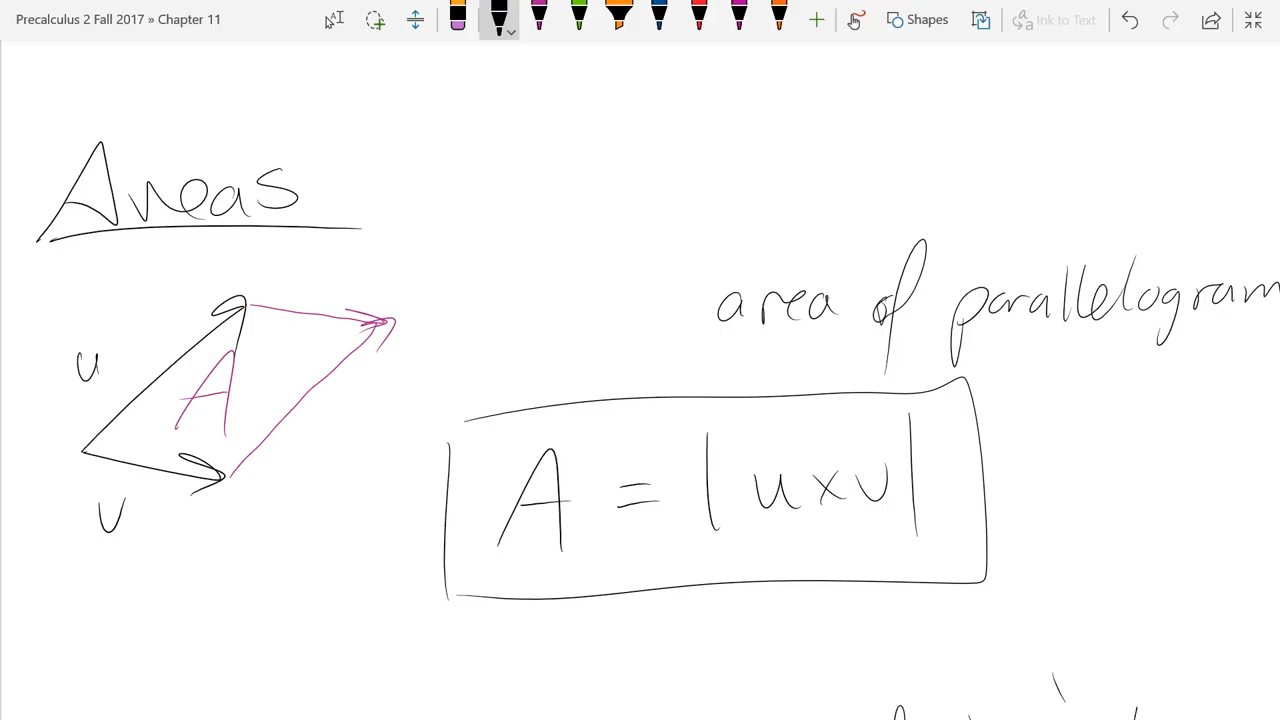 Precalculus 2 Fall 2017 » Chapter 11
Shapes
Ink to Text
Areas
area of parallelogram
u
A
v
A = | u x v |